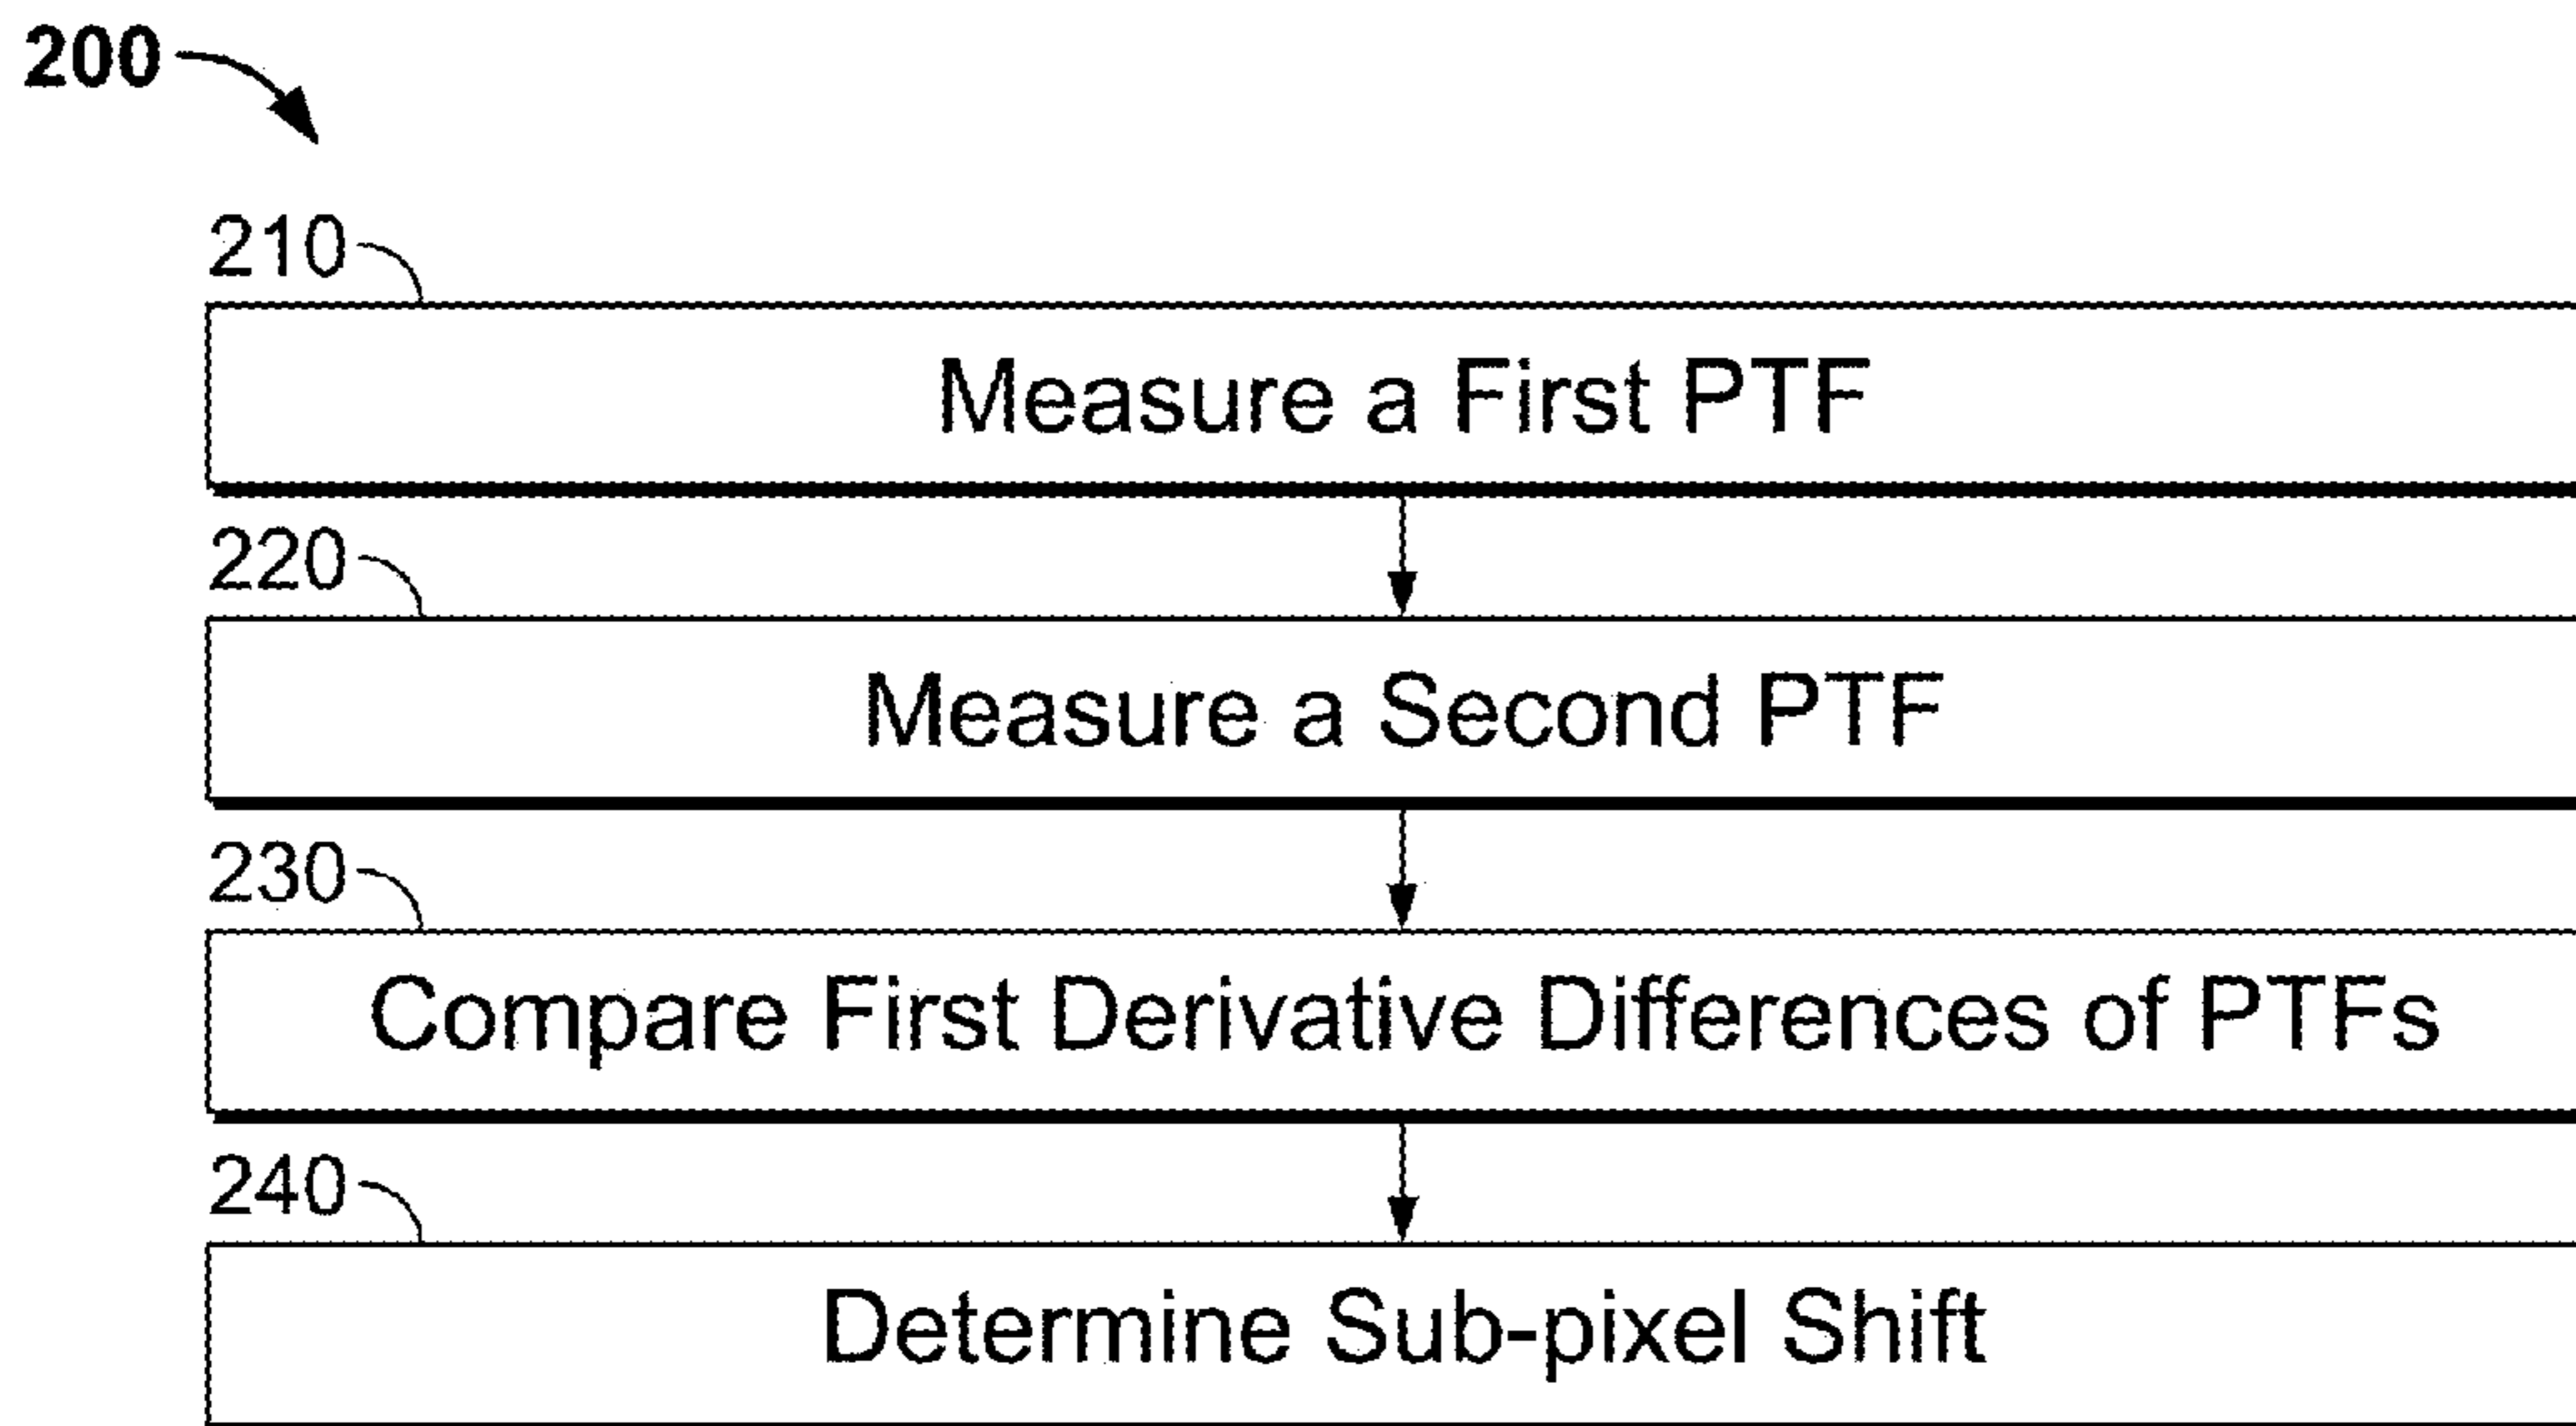 200
210
Measure a First PTF
220
Measure a Second PTF
230
Compare First Derivative Differences of PTFs
240
Determine Sub-pixel Shift